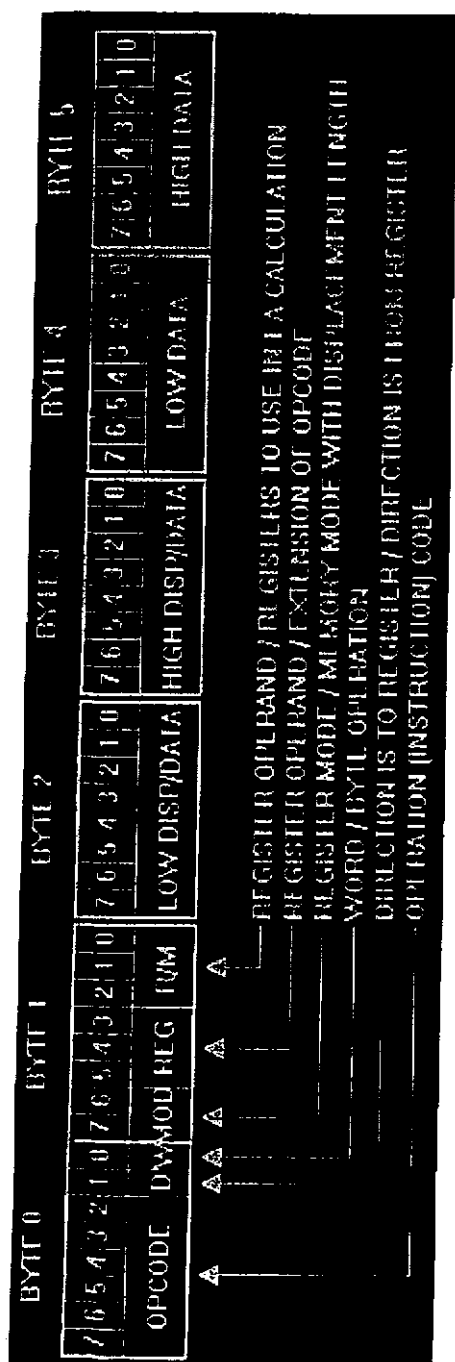 BYTE 0 BYTE 1 BYTE 2 BYTE 3 BYTE 4 BYTE 5
7 6 5 4 3 2 1 0 7 6 5 4 3 2 1 0 7 6 5 4 3 2 1 0 7 6 5 4 3 2 1 0 7 6 5 4 3 2 1 0 7 6 5 4 3 2 1 0
OPCODE D W MOD REG R/M LOW DISP/DATA HIGH DISP/DATA LOW DATA HIGH DATA
REGISTER OPERAND / REGISTERS TO USE IN EA CALCULATION
REGISTER OPERAND / EXTENSION OF OPCODE
REGISTER MODE / MEMORY MODE WITH DISPLACEMENT LENGTH
WORD / BYTE OPERATION
DIRECTION IS TO REGISTER / DIRECTION IS FROM REGISTER
OPERATION (INSTRUCTION) CODE